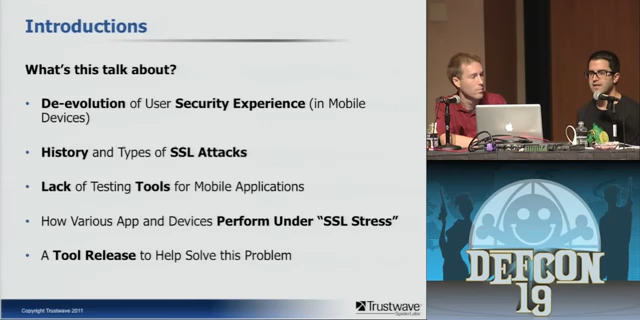 Introductions
What's this talk about?
• De-evolution of User Security Experience (in Mobile
Devices)
• History and Types of SSL Attacks
• Lack of Testing Tools for Mobile Applications
• How Various App and Devices Perform Under "SSL Stress"
• A Tool Release to Help Solve this Problem
Copyright Trustwave 2011
Trustwave
SpiderLabs
DEFCON
19